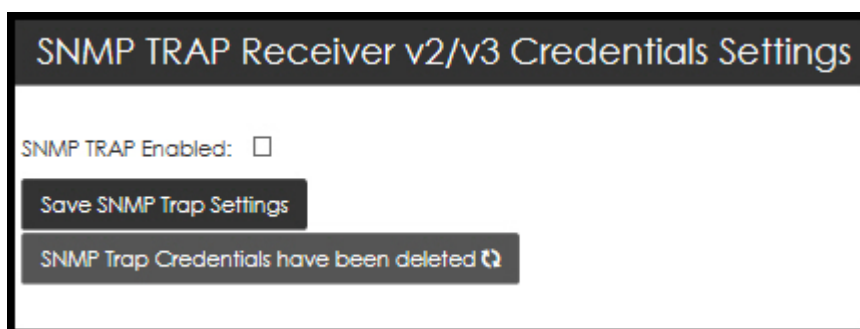 SNMP TRAP Receiver v2/v3 Credentials Settings
SNMP TRAP Enabled:
Save SNMP Trap Settings
SNMP Trap Credentials have been deleted